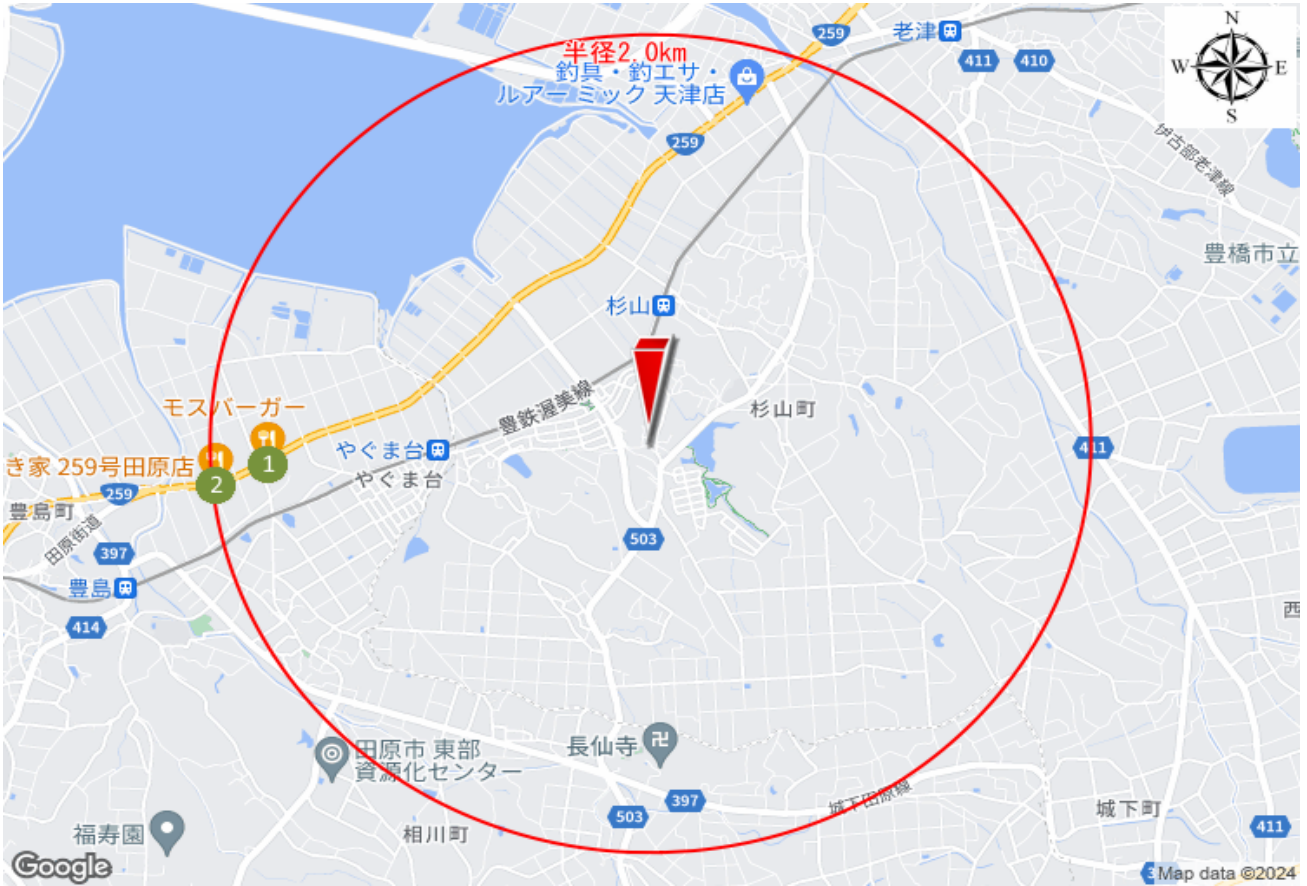 259
老津
411
410
N
W
E
S
半径2.0km
釣具・釣エサ・
ルアー ミック 天津店
259
伊古部老津線
豊橋市立
杉山
モスバーガー
豊鉄渥美線
杉山町
き家 259号田原店
1
やぐま台
411
2
やぐま台
259
豊島町
田原街道
397
503
豊島
414
西
田原市 東部
資源化センター
長仙寺
397
城下田原線
503
城下町
411
福寿園
相川町
Google
Map data ©2024